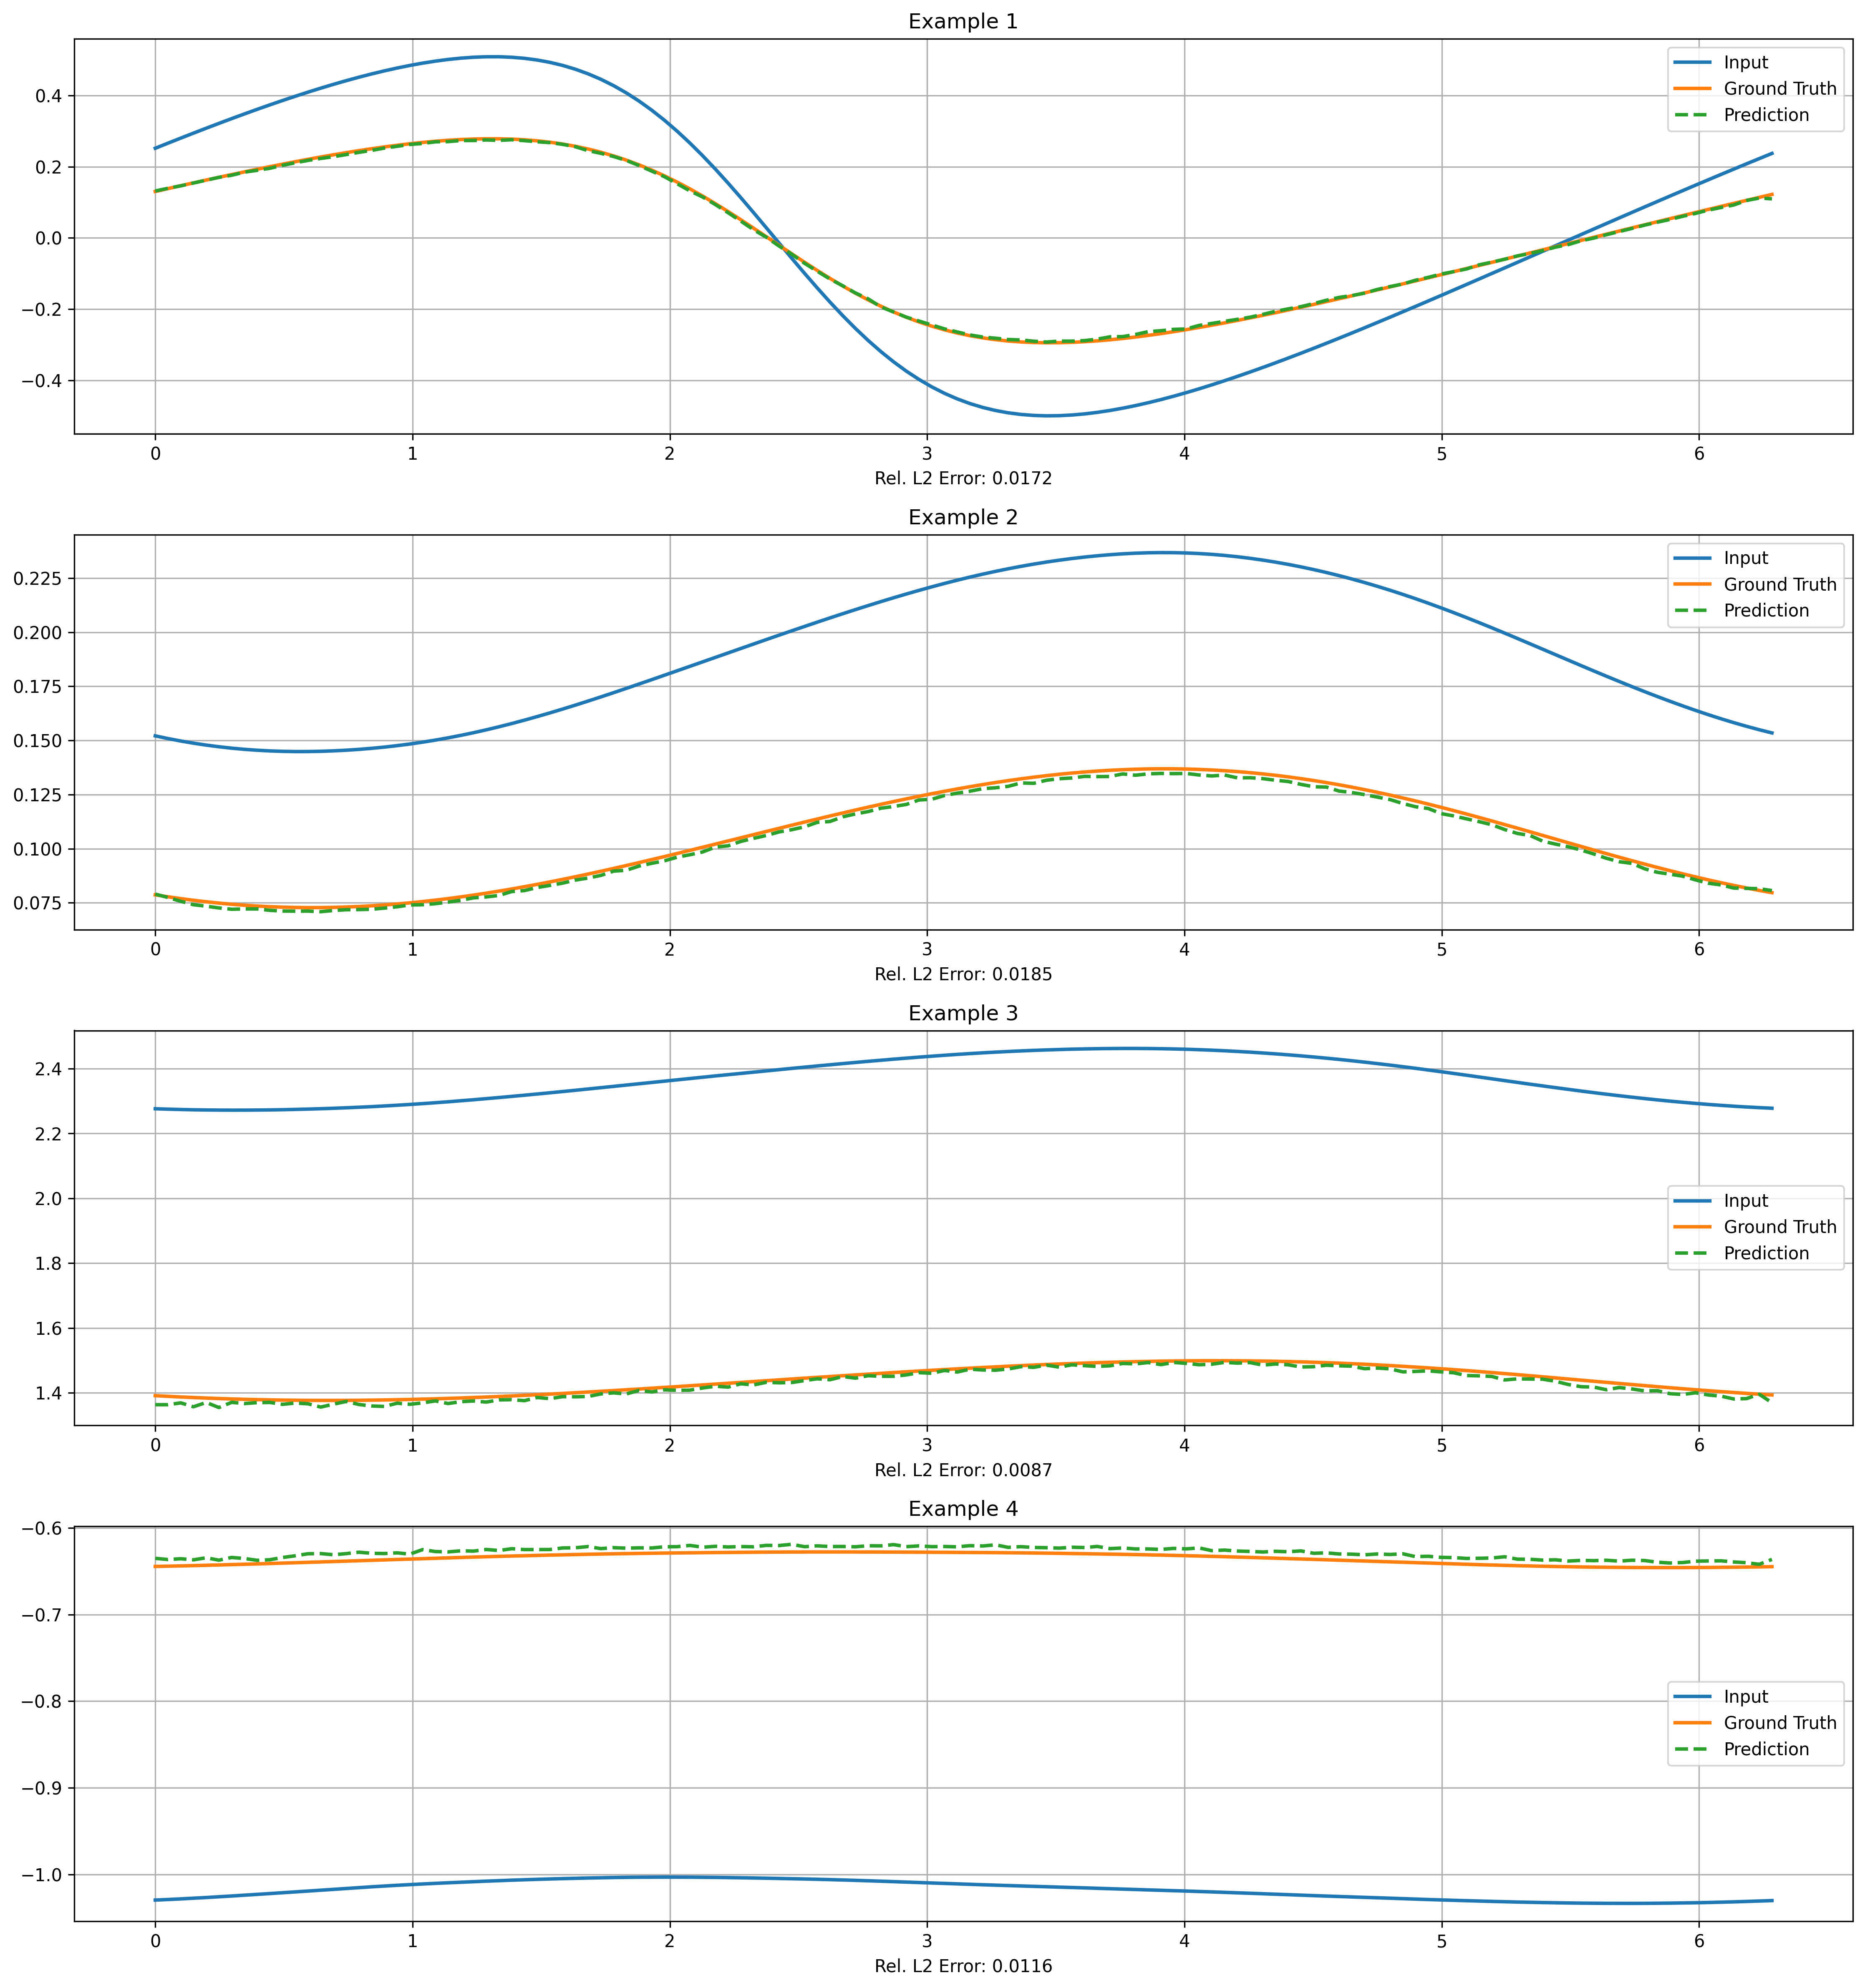 Example 1
0.4
0.2
0.0
−0.2
−0.4
Input
Ground Truth
Prediction
0 1 2 3 4 5 6
Rel. L2 Error: 0.0172
Example 2
0.225
0.200
0.175
0.150
0.125
0.100
0.075
Input
Ground Truth
Prediction
0 1 2 3 4 5 6
Rel. L2 Error: 0.0185
Example 3
2.4
2.2
2.0
1.8
1.6
1.4
Input
Ground Truth
Prediction
0 1 2 3 4 5 6
Rel. L2 Error: 0.0087
Example 4
−0.6
−0.7
−0.8
−0.9
−1.0
Input
Ground Truth
Prediction
0 1 2 3 4 5 6
Rel. L2 Error: 0.0116